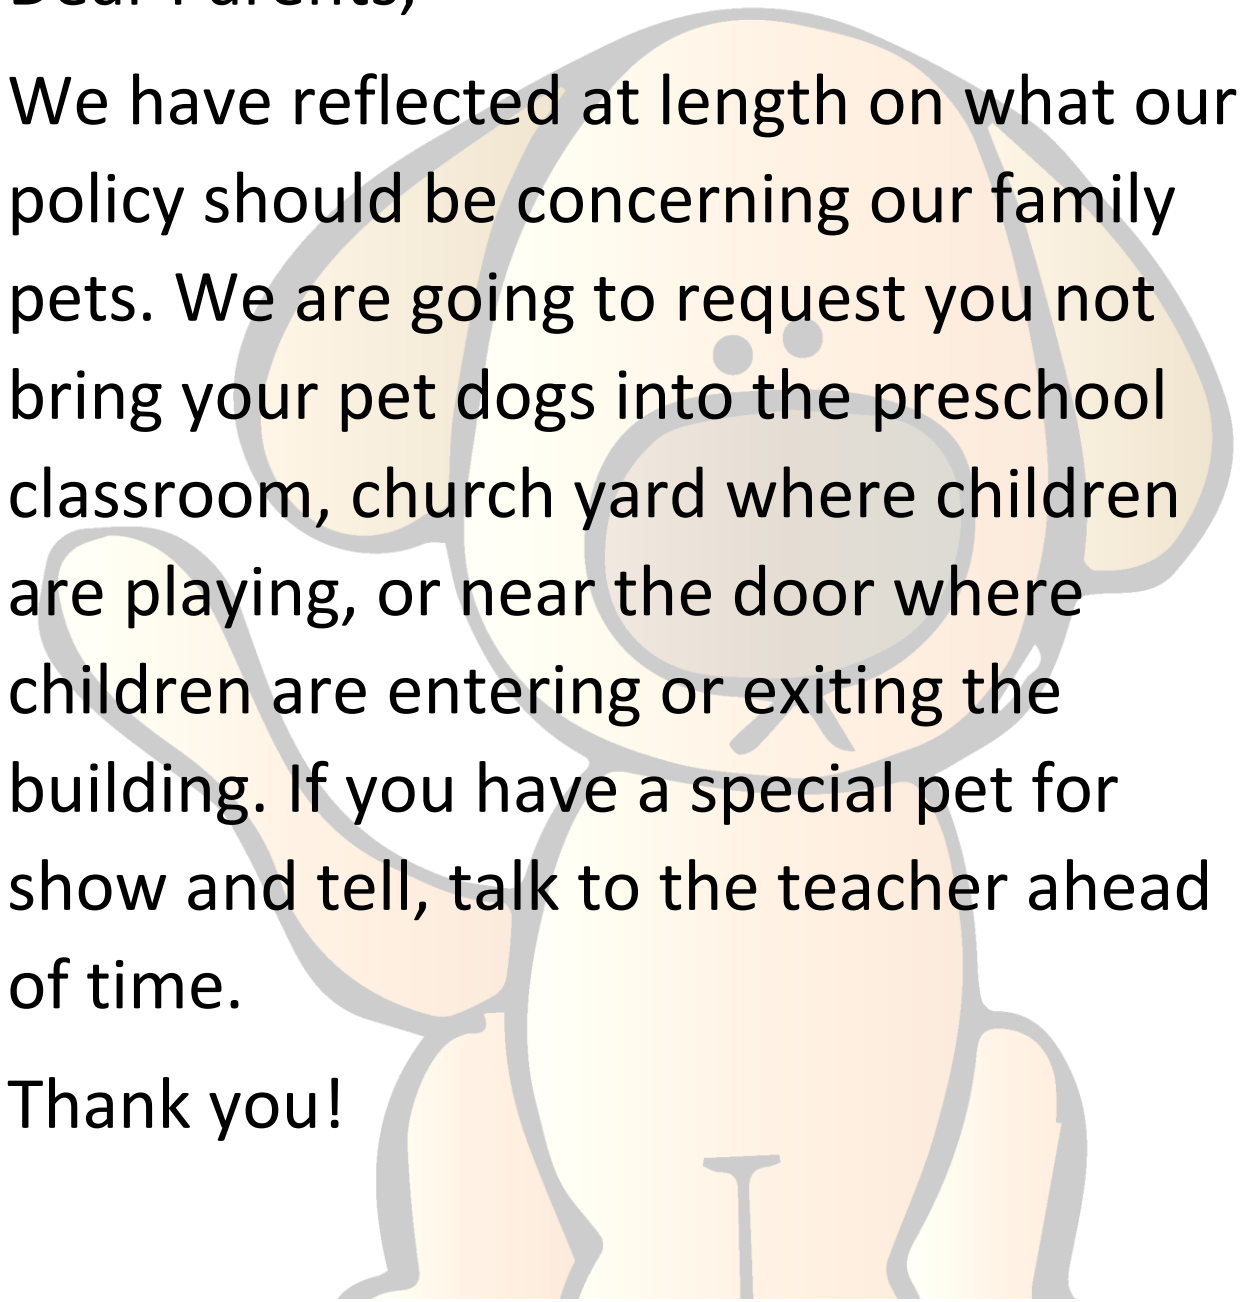 Dear Parents,
We have reflected at length on what our
policy should be concerning our family
pets. We are going to request you not
bring your pet dogs into the preschool
classroom, church yard where children
are playing, or near the door where
children are entering or exiting the
building. If you have a special pet for
show and tell, talk to the teacher ahead
of time.
Thank you!